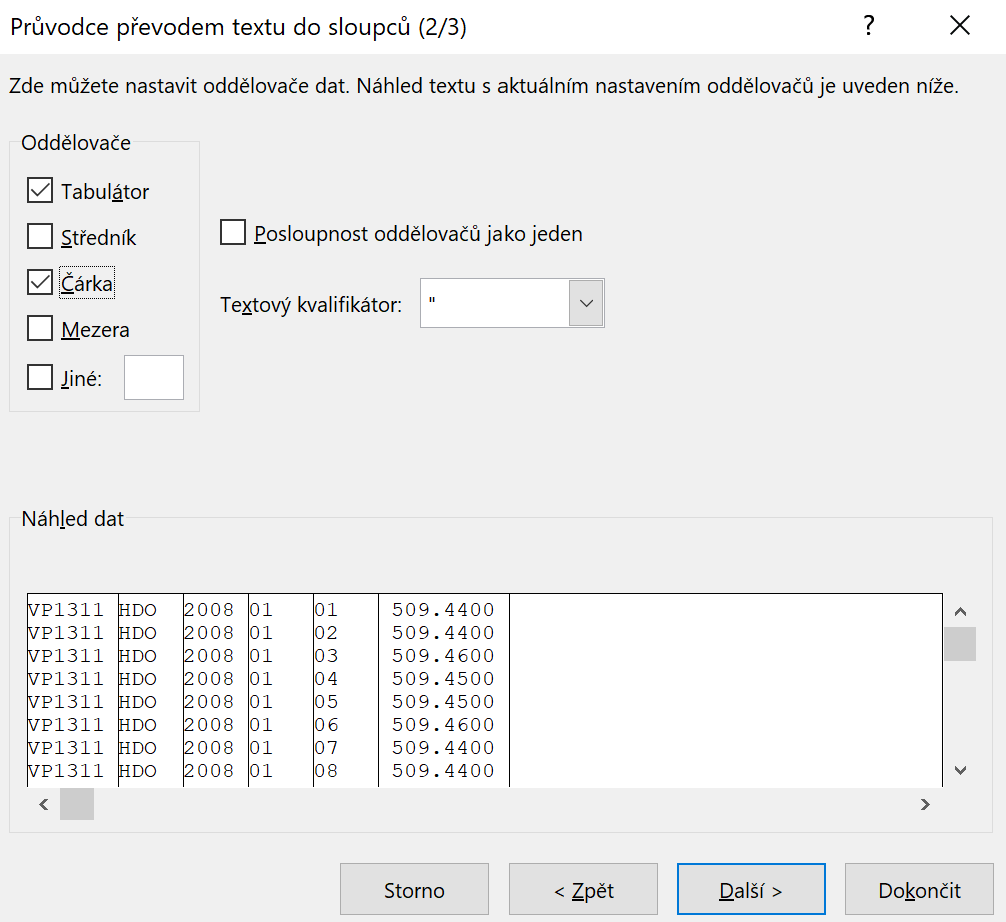 Průvodce převodem textu do sloupců (2/3) ?
Zde můžete nastavit oddělovače dat. Náhled textu s aktuálním nastavením oddělovačů je uveden níže.
Oddělovače
Tabulátor
Středník
Čárka
Mezera
Jiné:
Posloupnost oddělovačů jako jeden
Textový kvalifikátor: "
Náhled dat
VP1311 HDO 2008 01 01 509.4400
VP1311 HDO 2008 01 02 509.4400
VP1311 HDO 2008 01 03 509.4600
VP1311 HDO 2008 01 04 509.4500
VP1311 HDO 2008 01 05 509.4500
VP1311 HDO 2008 01 06 509.4600
VP1311 HDO 2008 01 07 509.4400
VP1311 HDO 2008 01 08 509.4400
Storno < Zpět Další > Dokončit